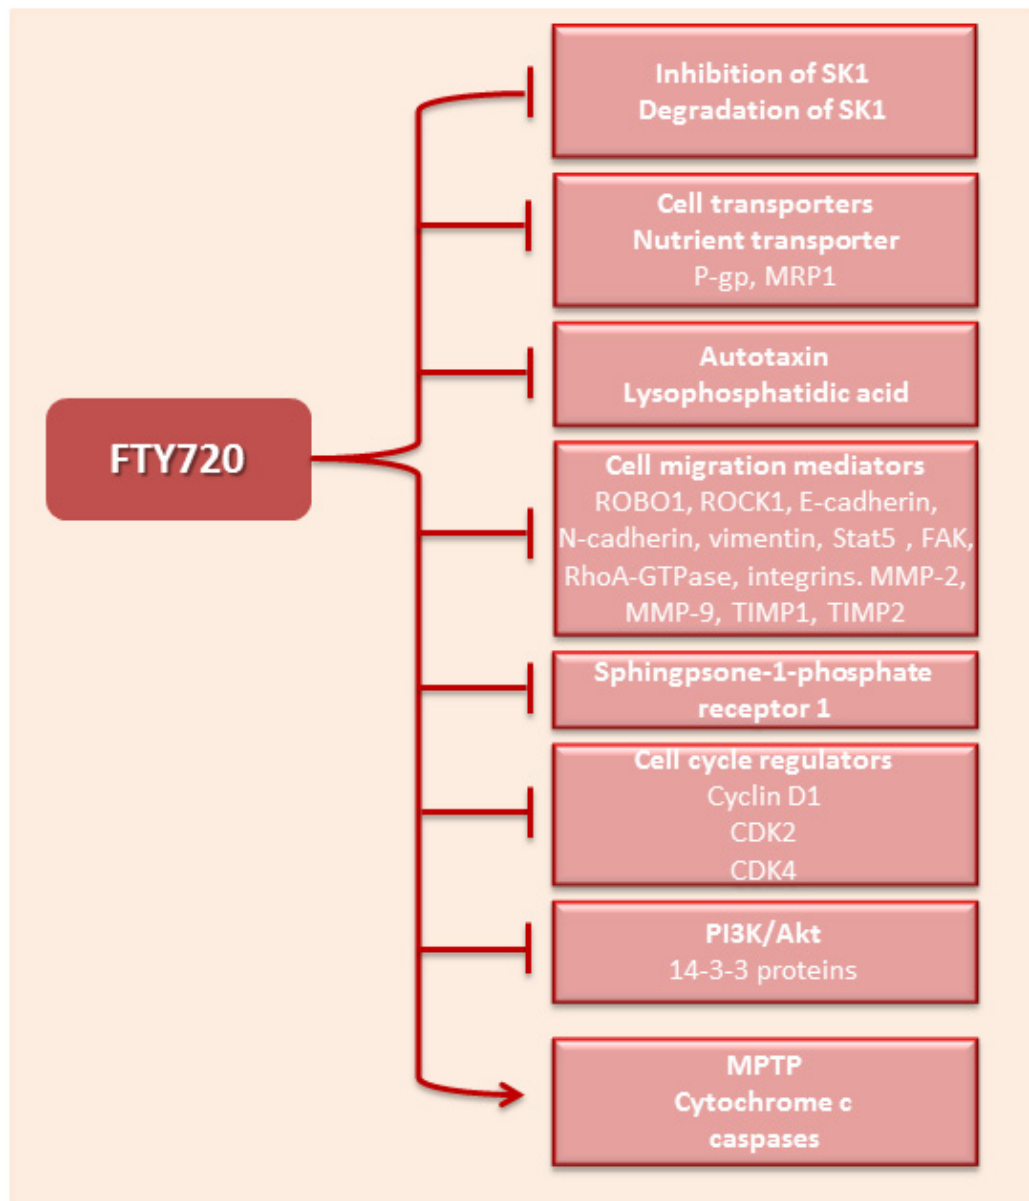 Inhibition of SK1
Degradation of SK1
Cell transporters
Nutrient transporter
P-gp, MRP1
Autotaxin
Lysophosphatidic acid
FTY720
Cell migration mediators
ROBO1, ROCK1, E-cadherin,
N-cadherin, vimentin, Stat5 , FAK,
RhoA-GTPase, integrins. MMP-2,
MMP-9, TIMP1, TIMP2
Sphingpsone-1-phosphate
receptor 1
Cell cycle regulators
Cyclin D1
CDK2
CDK4
PI3K/Akt
14-3-3 proteins
MPTP
Cytochrome c
caspases